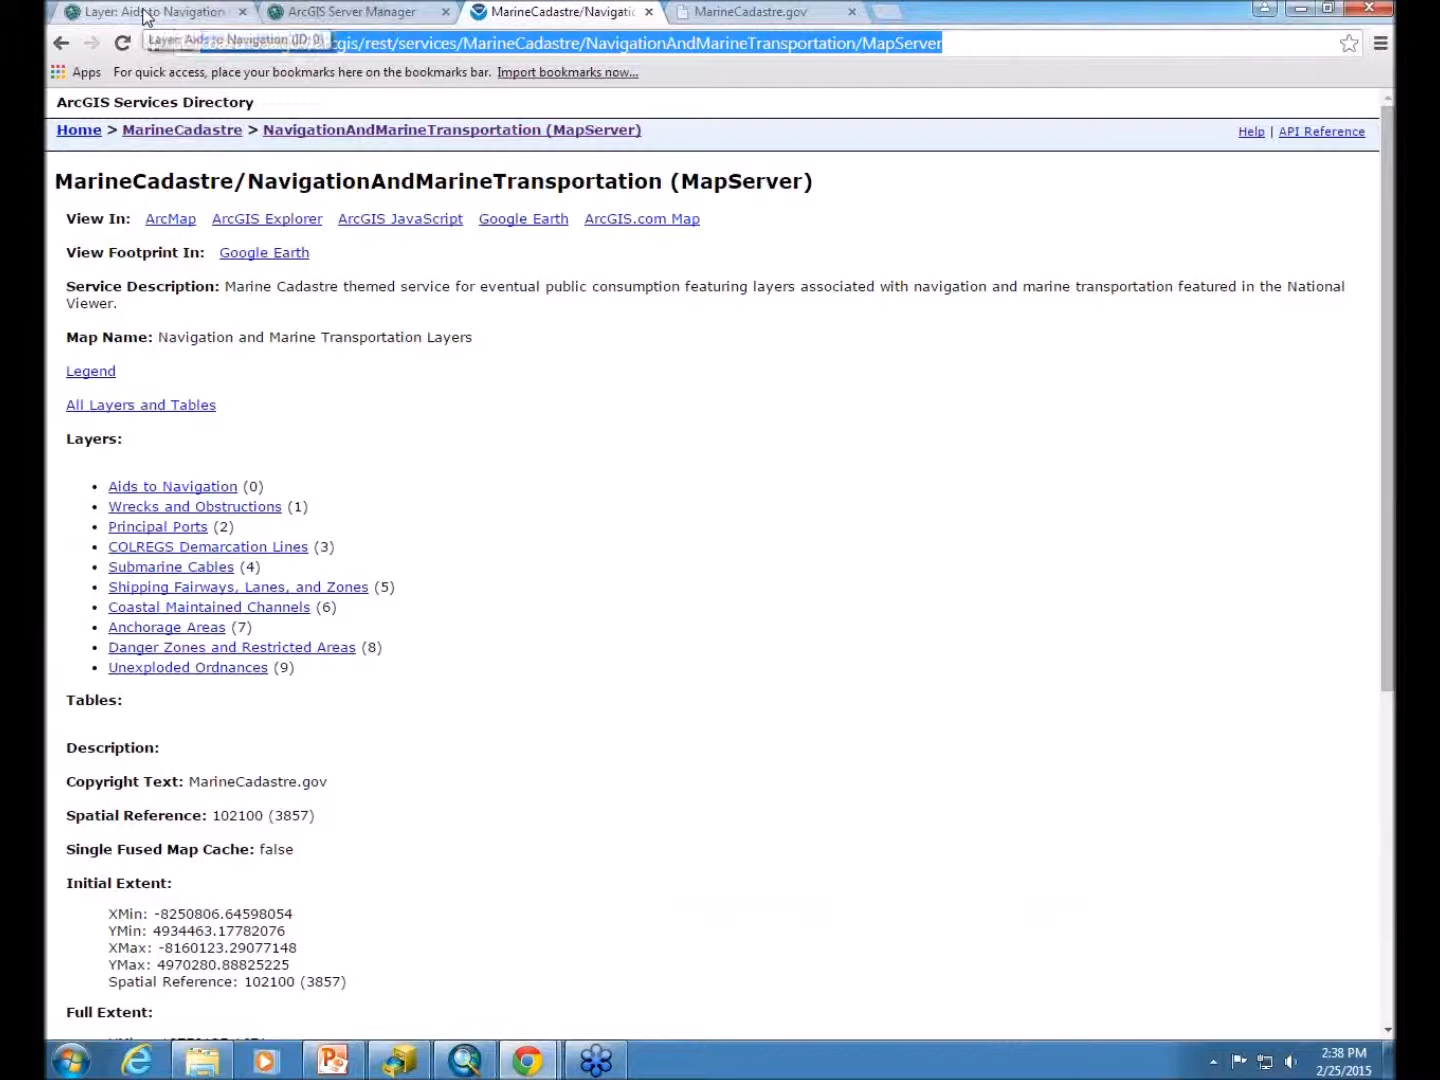 Layer: Aids to Navigation
ArcGIS Server Manager
MarineCadastre/Navigatio
MarineCadastre.gov
Layer: Aids to Navigation (ID: 0)
cgis/rest/services/MarineCadastre/NavigationAndMarineTransportation/MapServer
Apps For quick access, place your bookmarks here on the bookmarks bar. Import bookmarks now...
ArcGIS Services Directory
Home > MarineCadastre > NavigationAndMarineTransportation (MapServer)
Help | API Reference
MarineCadastre/NavigationAndMarineTransportation (MapServer)
View In: ArcMap ArcGIS Explorer ArcGIS JavaScript Google Earth ArcGIS.com Map
View Footprint In: Google Earth
Service Description: Marine Cadastre themed service for eventual public consumption featuring layers associated with navigation and marine transportation featured in the National
Viewer.
Map Name: Navigation and Marine Transportation Layers
Legend
All Layers and Tables
Layers:
• Aids to Navigation (0)
• Wrecks and Obstructions (1)
• Principal Ports (2)
• COLREGS Demarcation Lines (3)
• Submarine Cables (4)
• Shipping Fairways, Lanes, and Zones (5)
• Coastal Maintained Channels (6)
• Anchorage Areas (7)
• Danger Zones and Restricted Areas (8)
• Unexploded Ordnances (9)
Tables:
Description:
Copyright Text: MarineCadastre.gov
Spatial Reference: 102100 (3857)
Single Fused Map Cache: false
Initial Extent:
XMin: -8250806.64598054
YMin: 4934463.17782076
XMax: -8160123.29077148
YMax: 4970280.88825225
Spatial Reference: 102100 (3857)
Full Extent:
2:38 PM
2/25/2015